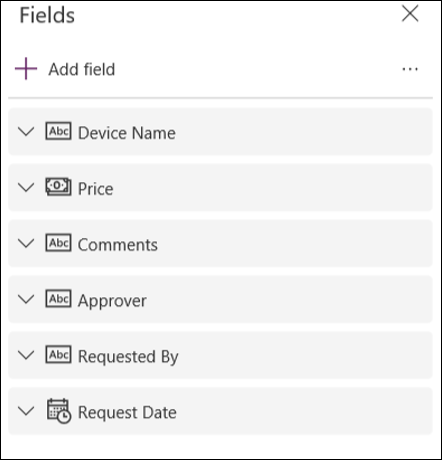 Fields
Add field
Abc Device Name
Price
Abc Comments
Abc Approver
Abc Requested By
Request Date